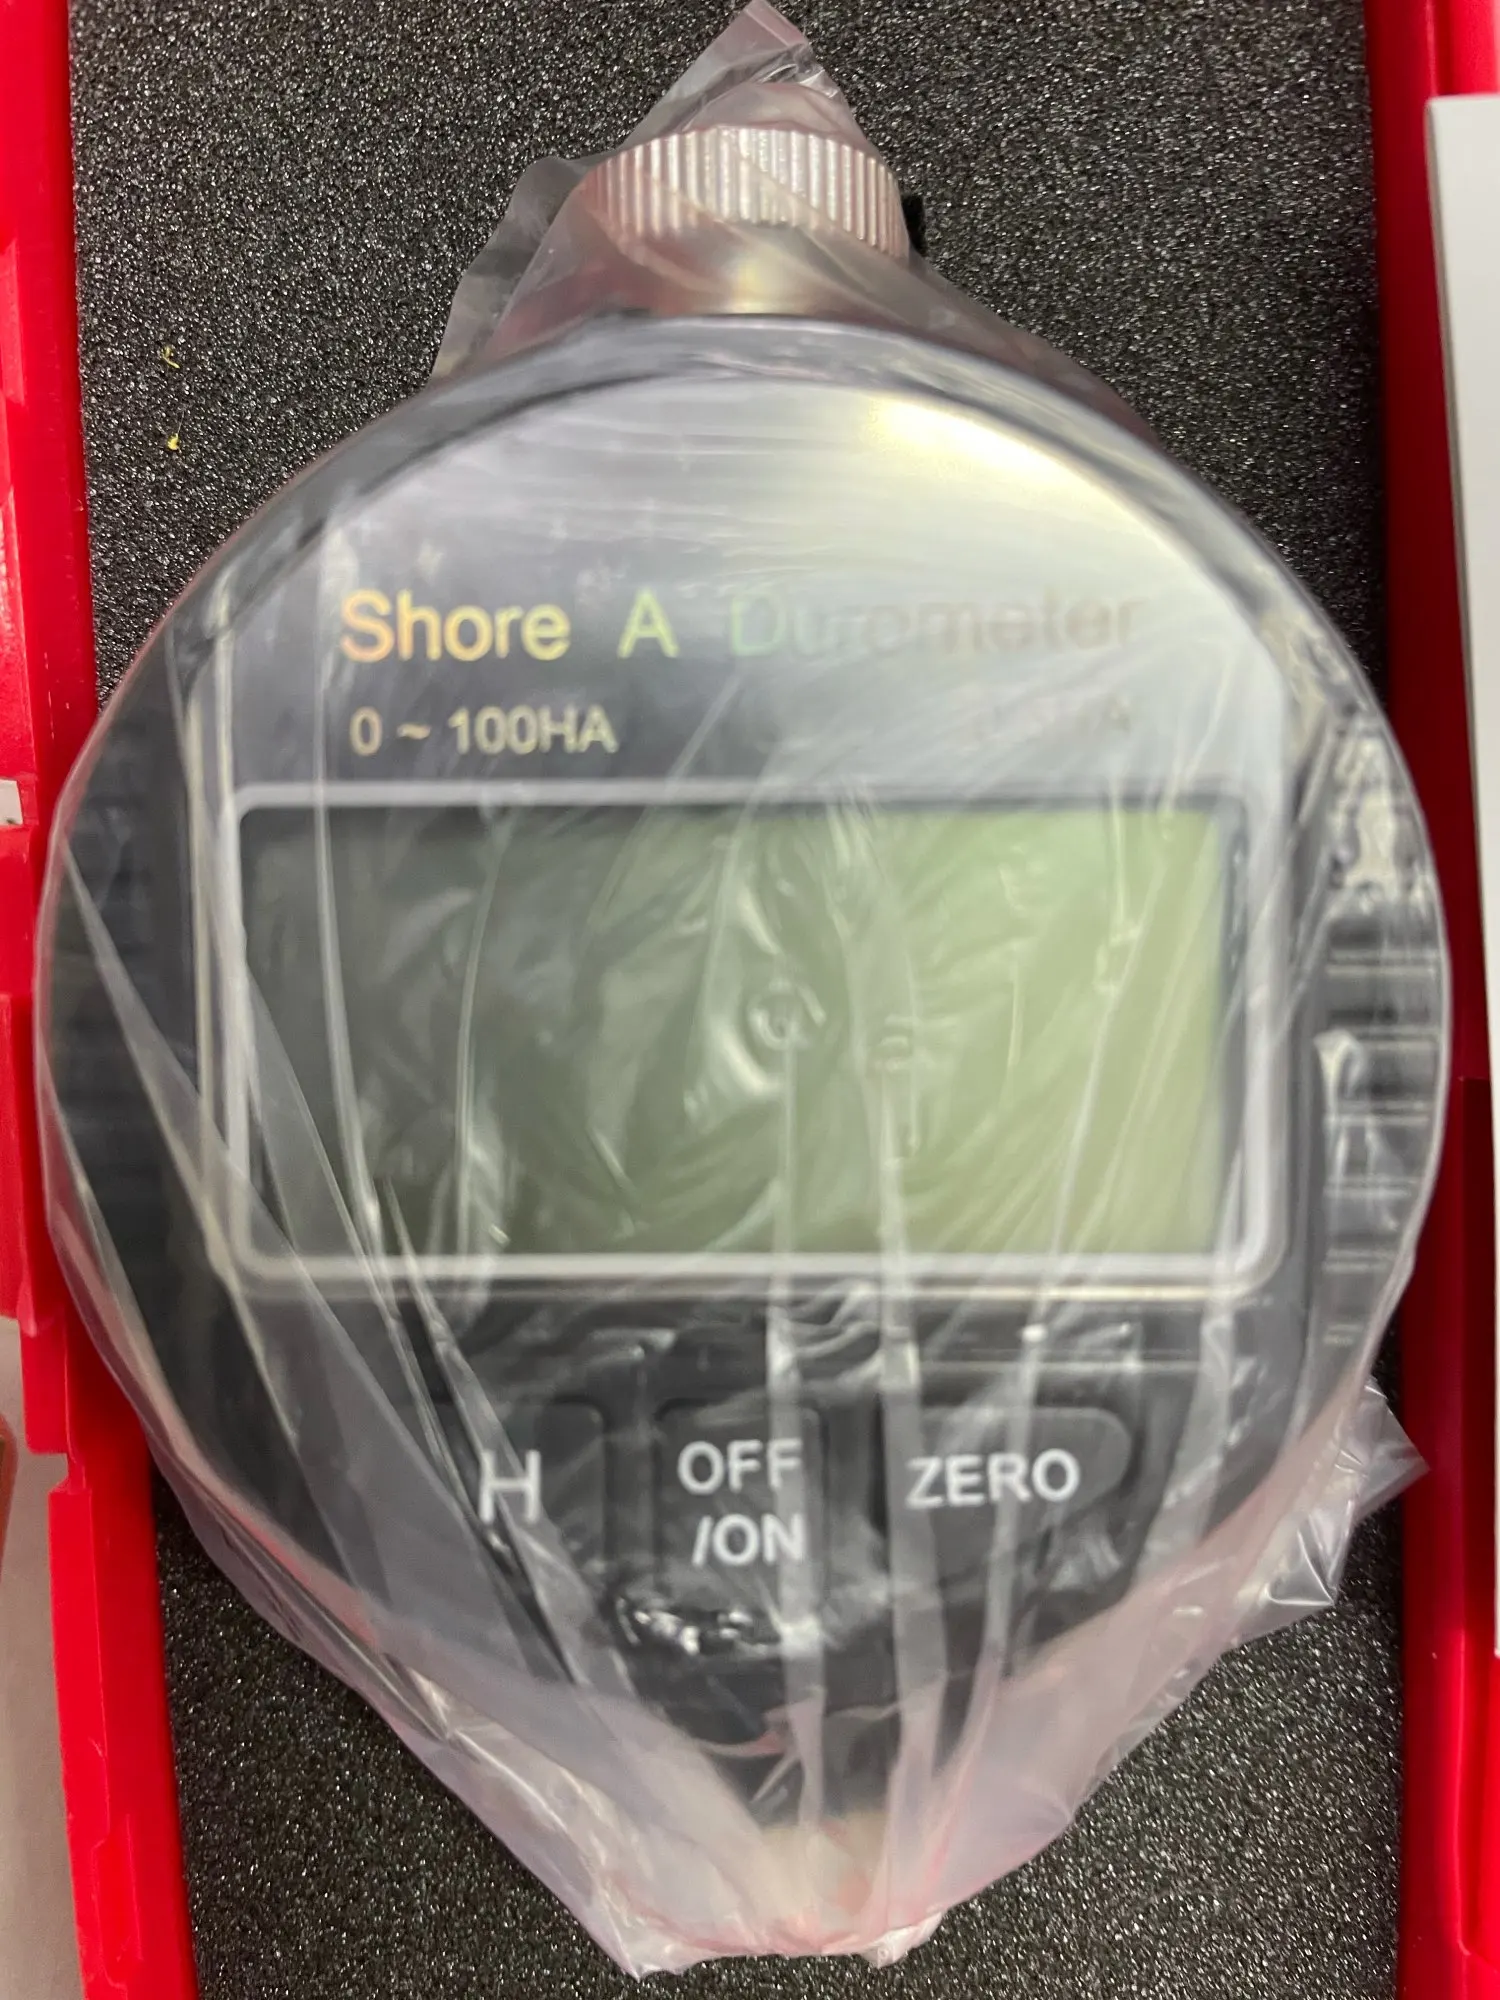 Shore A Durometer
0 ~ 100HA
H
OFF
/ON
ZERO